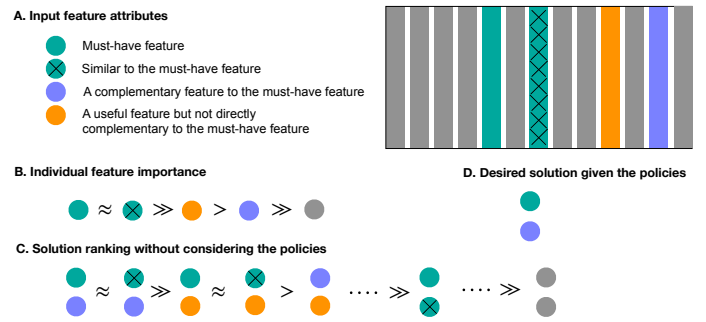 A. Input feature attributes
Must-have feature
Similar to the must-have feature
A complementary feature to the must-have feature
A useful feature but not directly
complementary to the must-have feature
B. Individual feature importance
≈ ≫ > ≫
D. Desired solution given the policies
C. Solution ranking without considering the policies
≈ ≫ ≈ > ···· ≫ ···· ≫